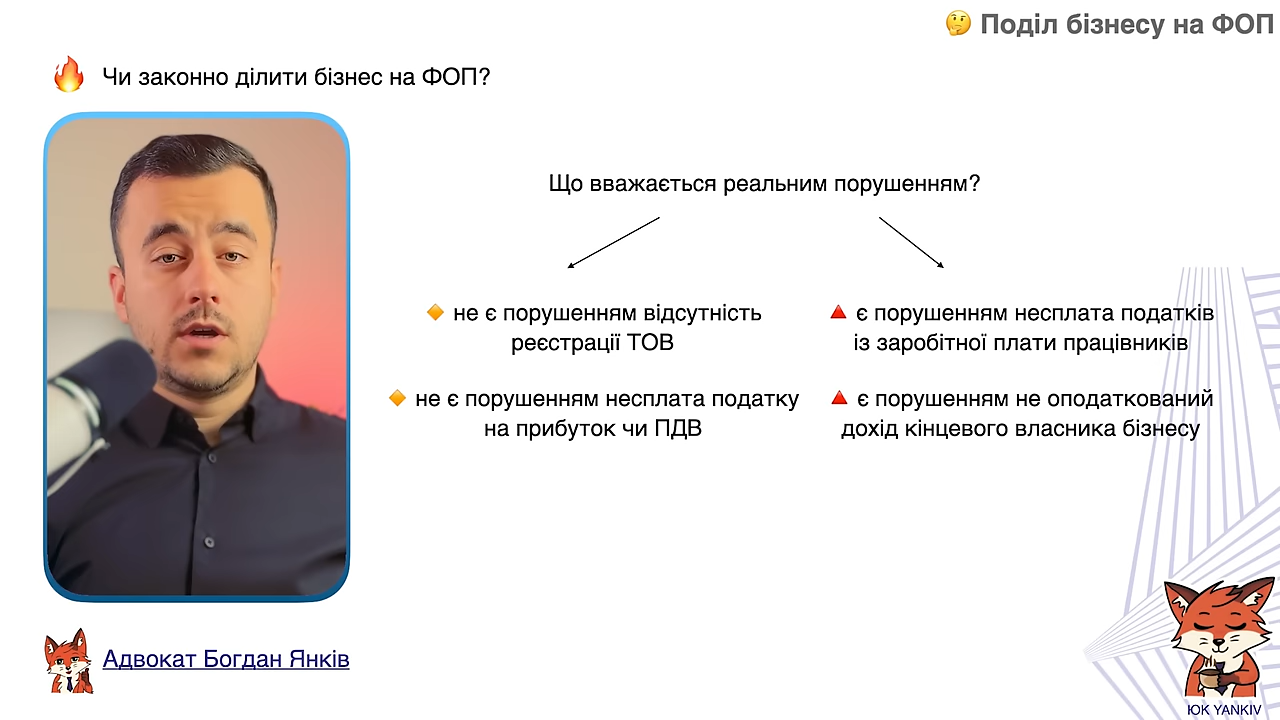 🤔 Поділ бізнесу на ФОП
🔥 Чи законно ділити бізнес на ФОП?
Що вважається реальним порушенням?
🔸 не є порушенням відсутність
реєстрації ТОВ
🔸 не є порушенням несплата податку
на прибуток чи ПДВ
🔺 є порушенням несплата податків
із заробітної плати працівників
🔺 є порушенням не оподаткований
дохід кінцевого власника бізнесу
Адвокат Богдан Янків
ЮК YANKIV